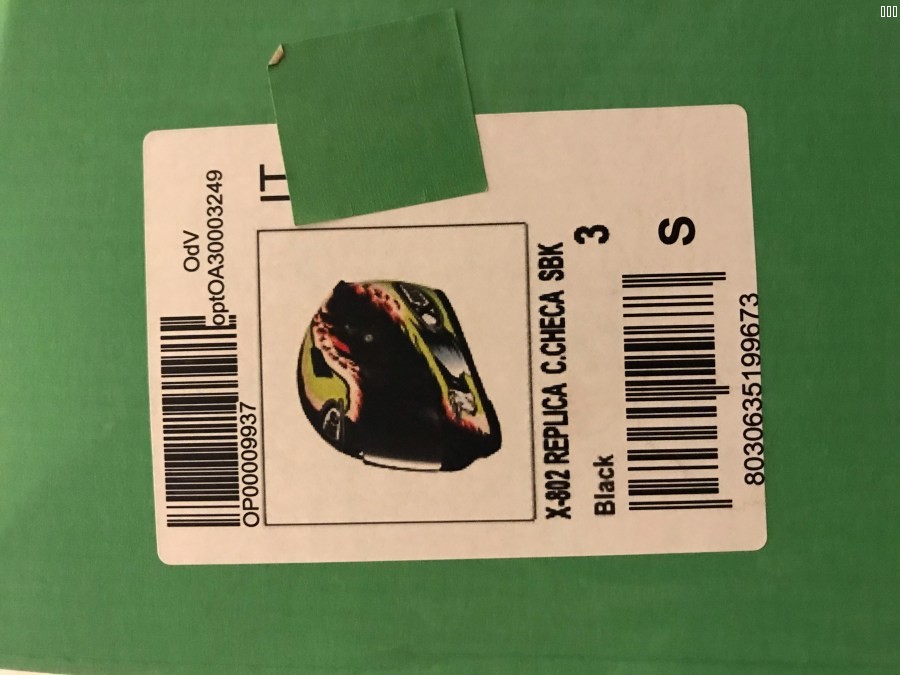 OdV
optOA30003249
OP00009937
IT
X-802 REPLICA C.CHECA SBK
Black
3
S
8030635199673